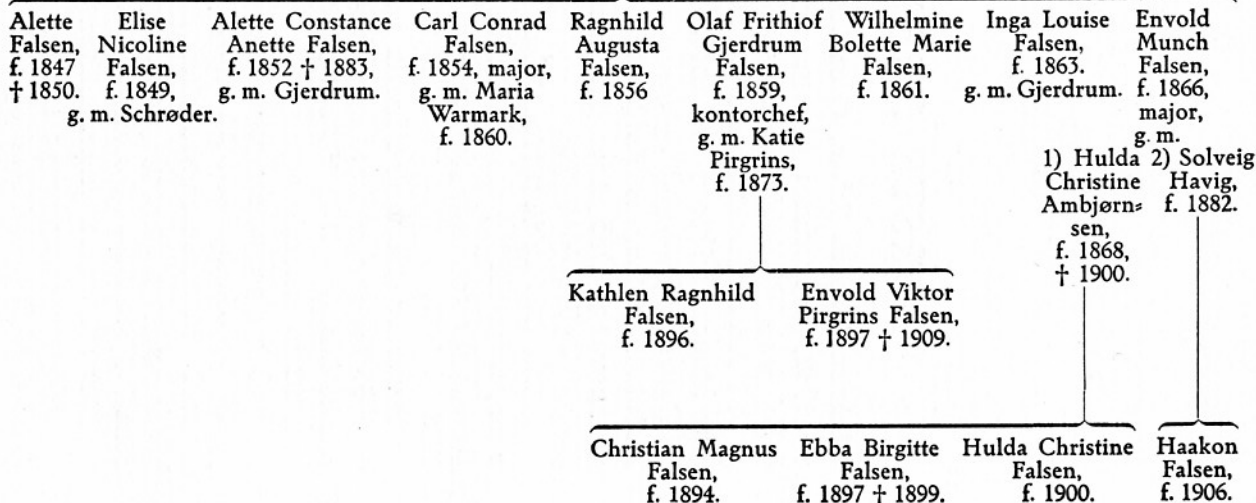 Alette
Falsen,
f. 1847
† 1850.
Elise
Nicoline
Falsen,
f. 1849,
g. m. Schrøder.
Alette Constance
Anette Falsen,
f. 1852 † 1883,
g. m. Gjerdrum.
Carl Conrad
Falsen,
f. 1854, major,
g. m. Maria
Warmark,
f. 1860.
Ragnhild
Augusta
Falsen,
f. 1856
Olaf Frithiof
Gjerdrum
Falsen,
f. 1859,
kontorchef,
g. m. Katie
Pirgrins,
f. 1873.
Wilhelmine
Bolette Marie
Falsen,
f. 1861.
Inga Louise
Falsen,
f. 1863.
g. m. Gjerdrum.
Envold
Munch
Falsen,
f. 1866,
major,
g. m.
1) Hulda
Christine
Ambjørn-
sen,
f. 1868,
† 1900.
2) Solveig
Havig,
f. 1882.
Kathlen Ragnhild
Falsen,
f. 1896.
Envold Viktor
Pirgrins Falsen,
f. 1897 † 1909.
Christian Magnus
Falsen,
f. 1894.
Ebba Birgitte
Falsen,
f. 1897 † 1899.
Hulda Christine
Falsen,
f. 1900.
Haakon
Falsen,
f. 1906.